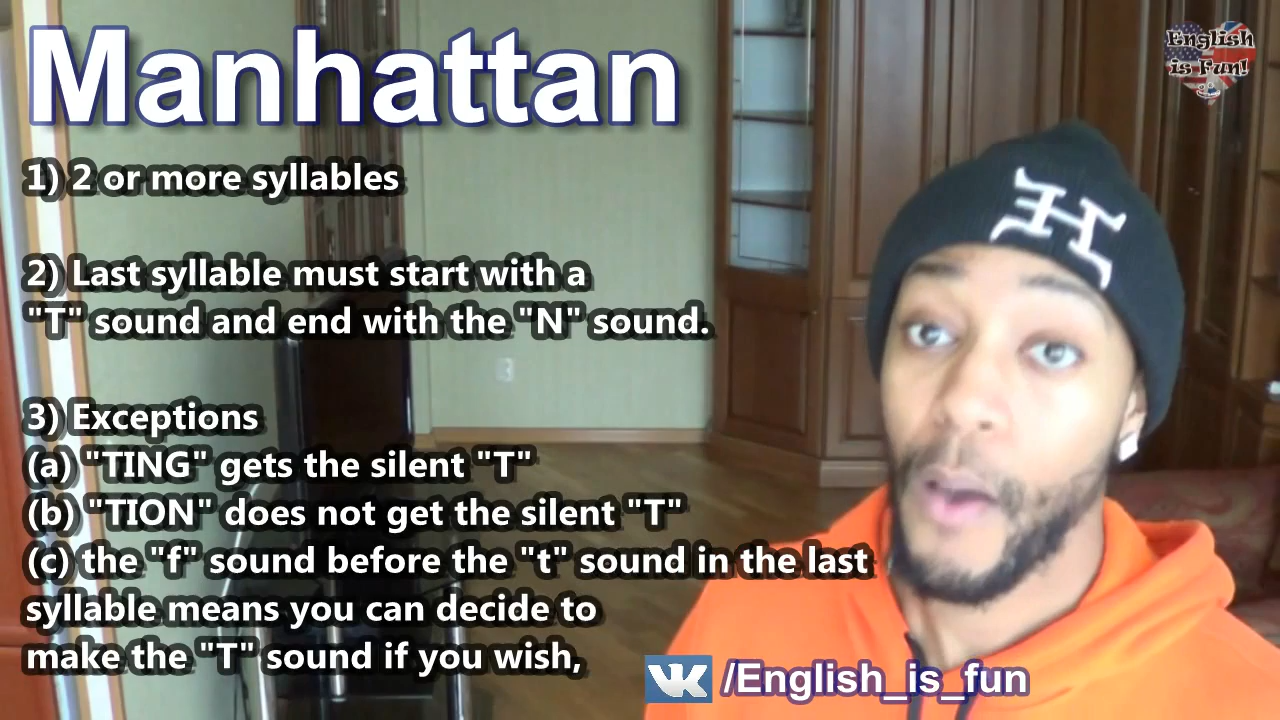 Manhattan
English
is Fun!
1) 2 or more syllables
2) Last syllable must start with a
"T" sound and end with the "N" sound.
3) Exceptions
(a) "TING" gets the silent "T"
(b) "TION" does not get the silent "T"
(c) the "f" sound before the "t" sound in the last
syllable means you can decide to
make the "T" sound if you wish,
/English_is_fun